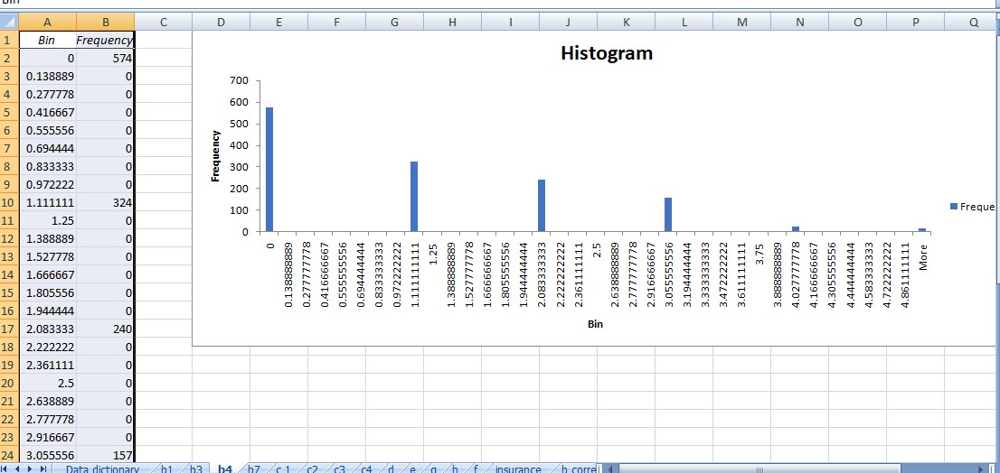 A B C D E F G H I J K L M N O P Q
1 Bin Frequency
2 0 574
3 0.138889 0
4 0.277778 0
5 0.416667 0
6 0.555556 0
7 0.694444 0
8 0.833333 0
9 0.972222 0
10 1.111111 324
11 1.25 0
12 1.388889 0
13 1.527778 0
14 1.666667 0
15 1.805556 0
16 1.944444 0
17 2.083333 240
18 2.222222 0
19 2.361111 0
20 2.5 0
21 2.638889 0
22 2.777778 0
23 2.916667 0
24 3.055556 157
Histogram
Frequency
700
600
500
400
300
200
100
0
0
0.138888889
0.277777778
0.416666667
0.555555556
0.694444444
0.833333333
0.972222222
1.111111111
1.25
1.388888889
1.527777778
1.666666667
1.805555556
1.944444444
2.083333333
2.222222222
2.361111111
2.5
2.638888889
2.777777778
2.916666667
3.055555556
3.194444444
3.333333333
3.472222222
3.611111111
3.75
3.888888889
4.027777778
4.166666667
4.305555556
4.444444444
4.583333333
4.722222222
4.861111111
More
Bin
Freque
Data dictionary b1 b3 b4 b7 c 1 c2 c3 c4 d e g h f insurance b corre